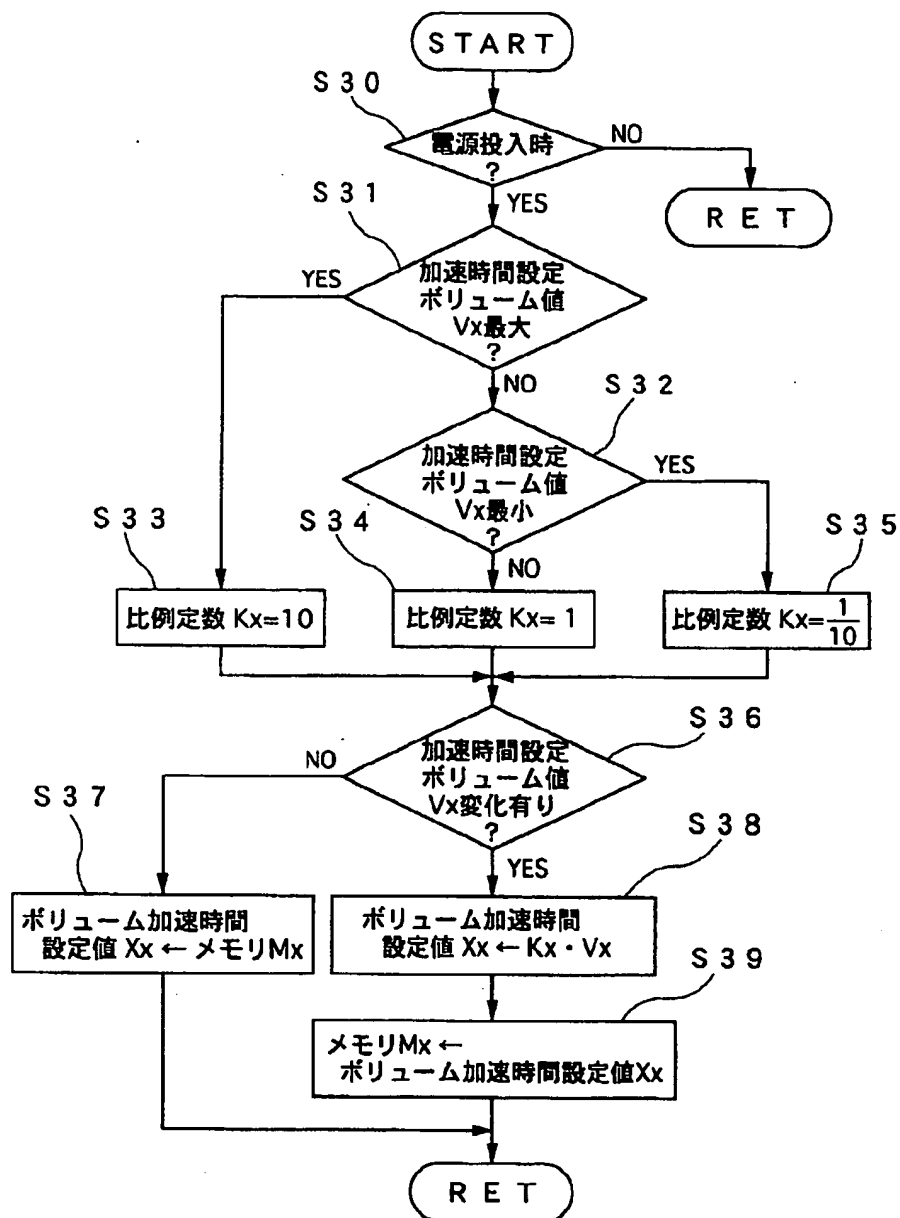 START
S30
電源投入時
?
NO
RET
YES
S31
加速時間設定
ボリューム値
Vx最大
?
YES
NO
S32
加速時間設定
ボリューム値
Vx最小
?
YES
NO
S33
比例定数 Kx=10
S34
比例定数 Kx= 1
S35
比例定数 Kx=1/10
S36
加速時間設定
ボリューム値
Vx変化有り
?
NO
YES
S37
ボリューム加速時間
設定値 Xx ← メモリMx
S38
ボリューム加速時間
設定値 Xx ← Kx・Vx
S39
メモリMx ←
ボリューム加速時間設定値Xx
RET